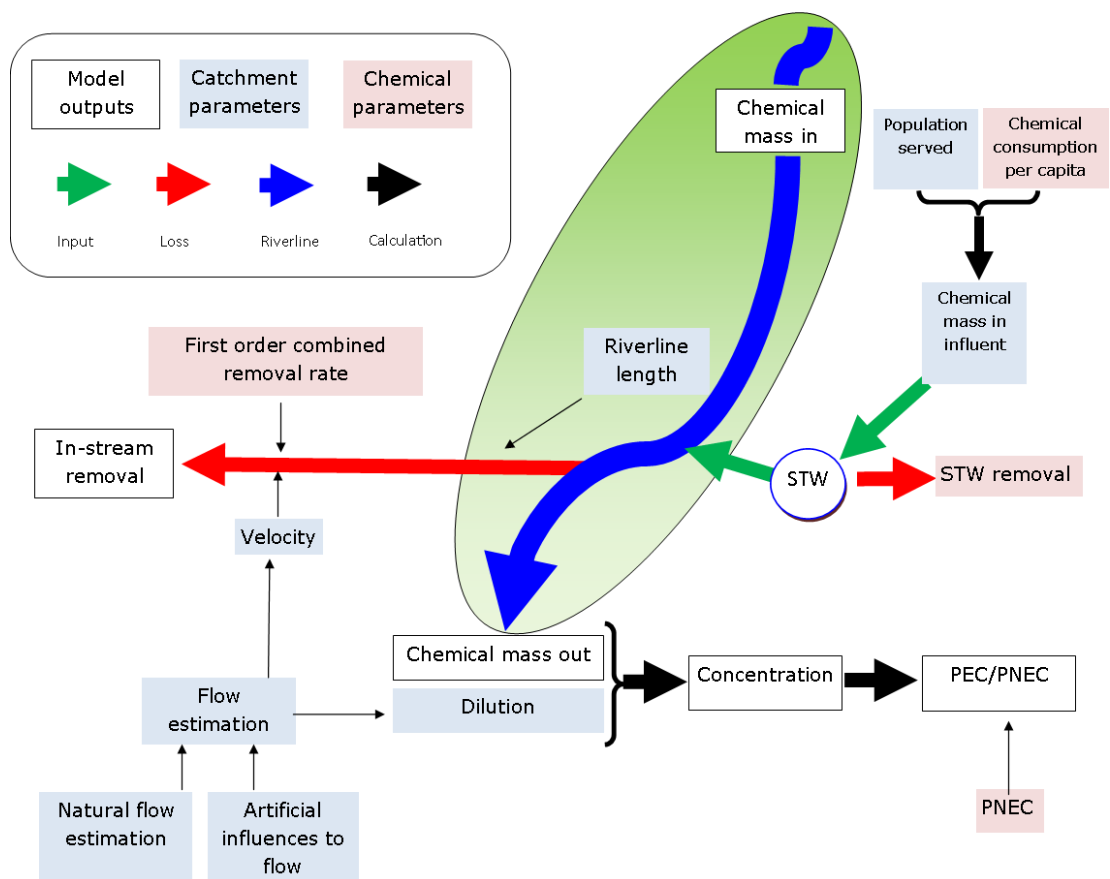 Model
outputs
Catchment
parameters
Chemical
parameters
Input
Loss
Riverline
Calculation
Chemical
mass in
Population
served
Chemical
consumption
per capita
Chemical
mass in
influent
First order combined
removal rate
Riverline
length
In-stream
removal
STW
STW removal
Velocity
Chemical mass out
Dilution
Concentration
PEC/PNEC
Flow
estimation
Natural flow
estimation
Artificial
influences to
flow
PNEC